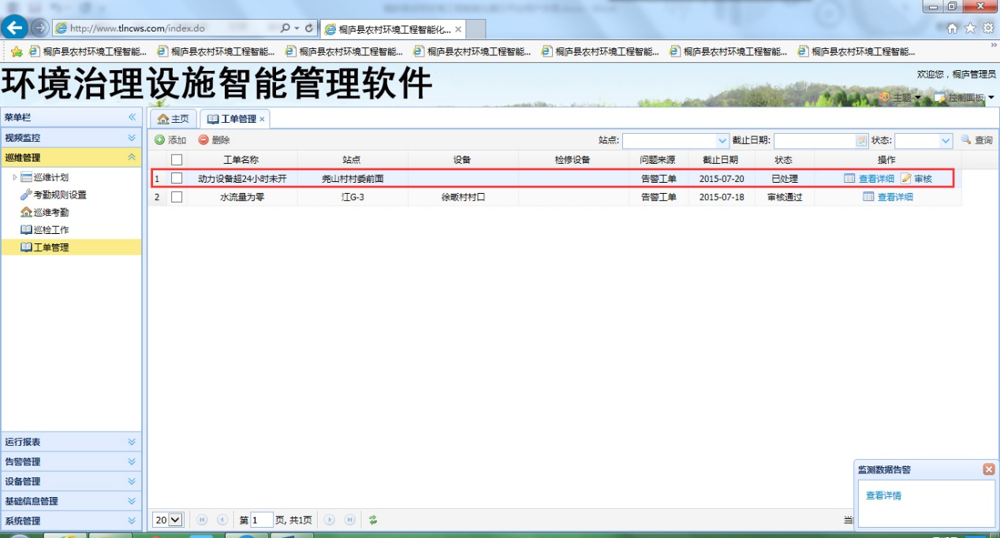 http://www.tlncws.com/index.do
桐庐县农村环境工程智能化...
桐庐县农村环境工程智能... 桐庐县农村环境工程智能... 桐庐县农村环境工程智能... 桐庐县农村环境工程智能... 桐庐县农村环境工程智能... 桐庐县农村环境工程智能... 桐庐县农村环境工程智能...
环境治理设施智能管理软件
欢迎您，桐庐管理员
主题 控制面板
菜单栏
视频监控
巡维管理
巡维计划
考勤规则设置
巡维考勤
巡检工作
工单管理
运行报表
告警管理
设备管理
基础信息管理
系统管理
主页 工单管理
添加 删除 站点: 截止日期: 状态: 查询
工单名称 站点 设备 检修设备 问题来源 截止日期 状态 操作
1 动力设备超24小时未开 尧山村村委前面 告警工单 2015-07-20 已处理 查看详细 审核
2 水流量为零 江G-3 徐畈村村口 告警工单 2015-07-18 审核通过 查看详细
监测数据告警
查看详情
20 第 1 页, 共1页